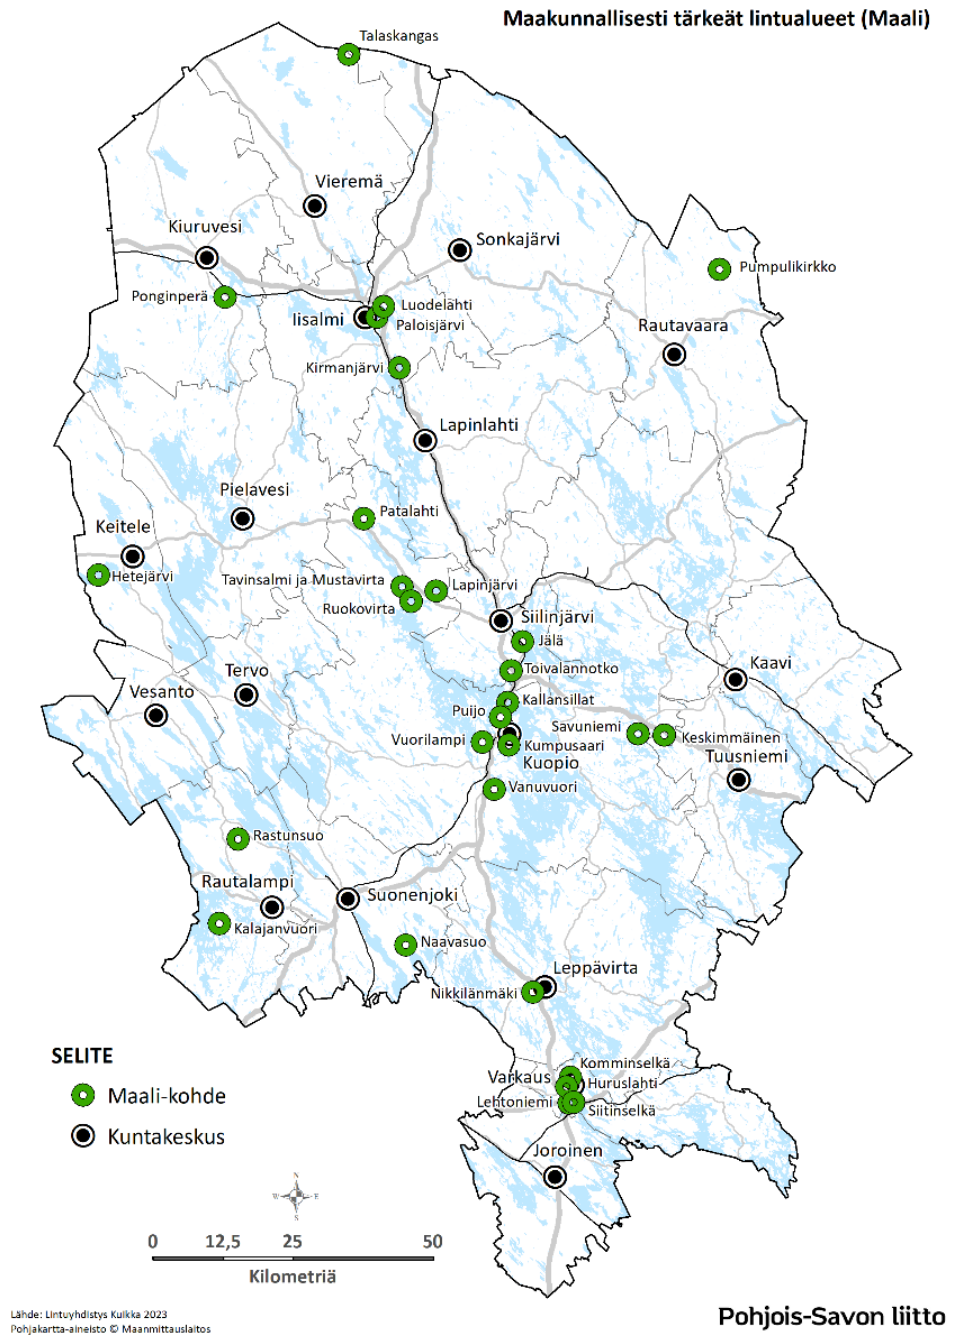 Maakunnallisesti tärkeät lintualueet (Maali)
Talaskangas
Vieremä
Kiuruvesi
Sonkajärvi
Pumpulikirkko
Ponginperä
Luodelahti
Iisalmi
Paloisjärvi
Rautavaara
Kirmanjärvi
Lapinlahti
Pielavesi
Patalahti
Keitele
Hetejärvi
Tavinsalmi ja Mustavirta
Lapinjärvi
Ruokovirta
Siilinjärvi
Jälä
Toivalannotko
Kaavi
Tervo
Vesanto
Kallansillat
Puijo
Savuniemi
Vuorilampi
Keskimmäinen
Kumpusaari
Tuusniemi
Kuopio
Vanuvuori
Rastunsuo
Rautalampi
Suonenjoki
Kalajanvuori
Naavasuo
Leppävirta
Nikkilänmäki
SELITE
Komminselkä
Varkaus
Huruslahti
Maali-kohde
Lehtoniemi
Siitinselkä
Kuntakeskus
Joroinen
N
W E
S
0 12,5 25 50
Kilometriä
Lähde: Lintuyhdistys Kuikka 2023
Pohjakartta-aineisto © Maanmittauslaitos
Pohjois-Savon liitto